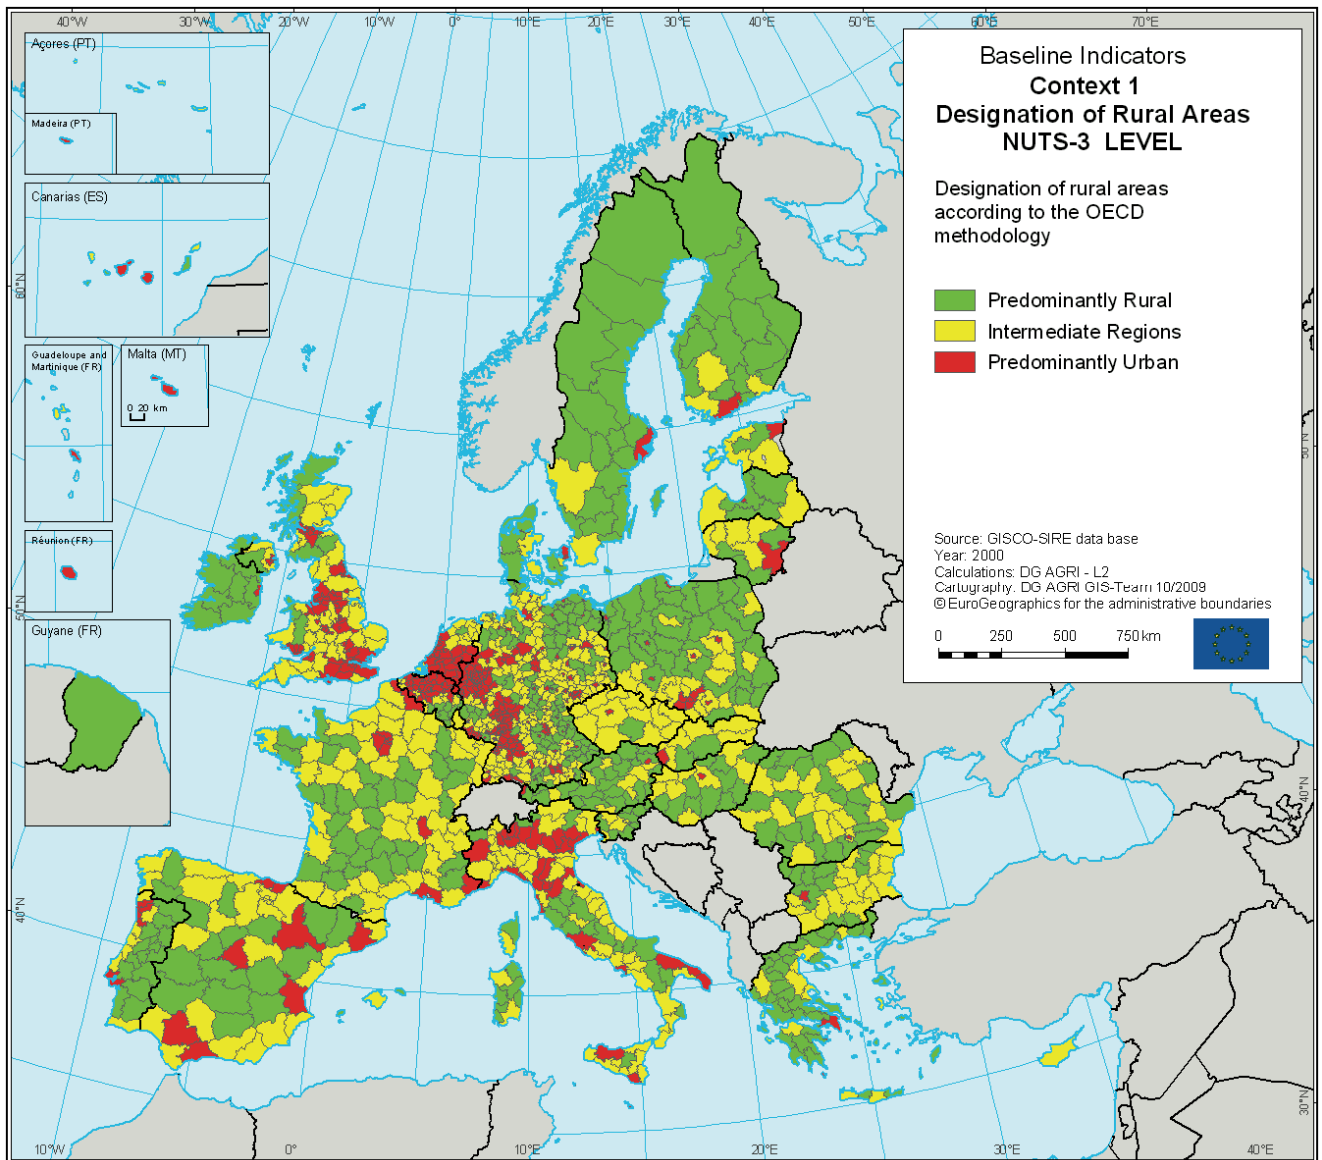 40°W 30°W 20°W 10°W 0° 10°E 20°E 30°E 40°E 50°E 60°E 70°E
Açores (PT)
Madeira (PT)
Canarias (ES)
Guadeloupe and
Martinique (FR)
Malta (MT)
0 20 km
Réunion (FR)
Guyane (FR)
Baseline Indicators
Context 1
Designation of Rural Areas
NUTS-3 LEVEL
Designation of rural areas
according to the OECD
methodology
Predominantly Rural
Intermediate Regions
Predominantly Urban
Source: GISCO-SIRE data base
Year: 2000
Calculations: DG AGRI - L2
Cartography: DG AGRI GIS-Team 10/2009
© EuroGeographics for the administrative boundaries
0 250 500 750 km
60°N
50°N
40°N
40°N
30°N
10°W 0° 10°E 20°E 30°E 40°E